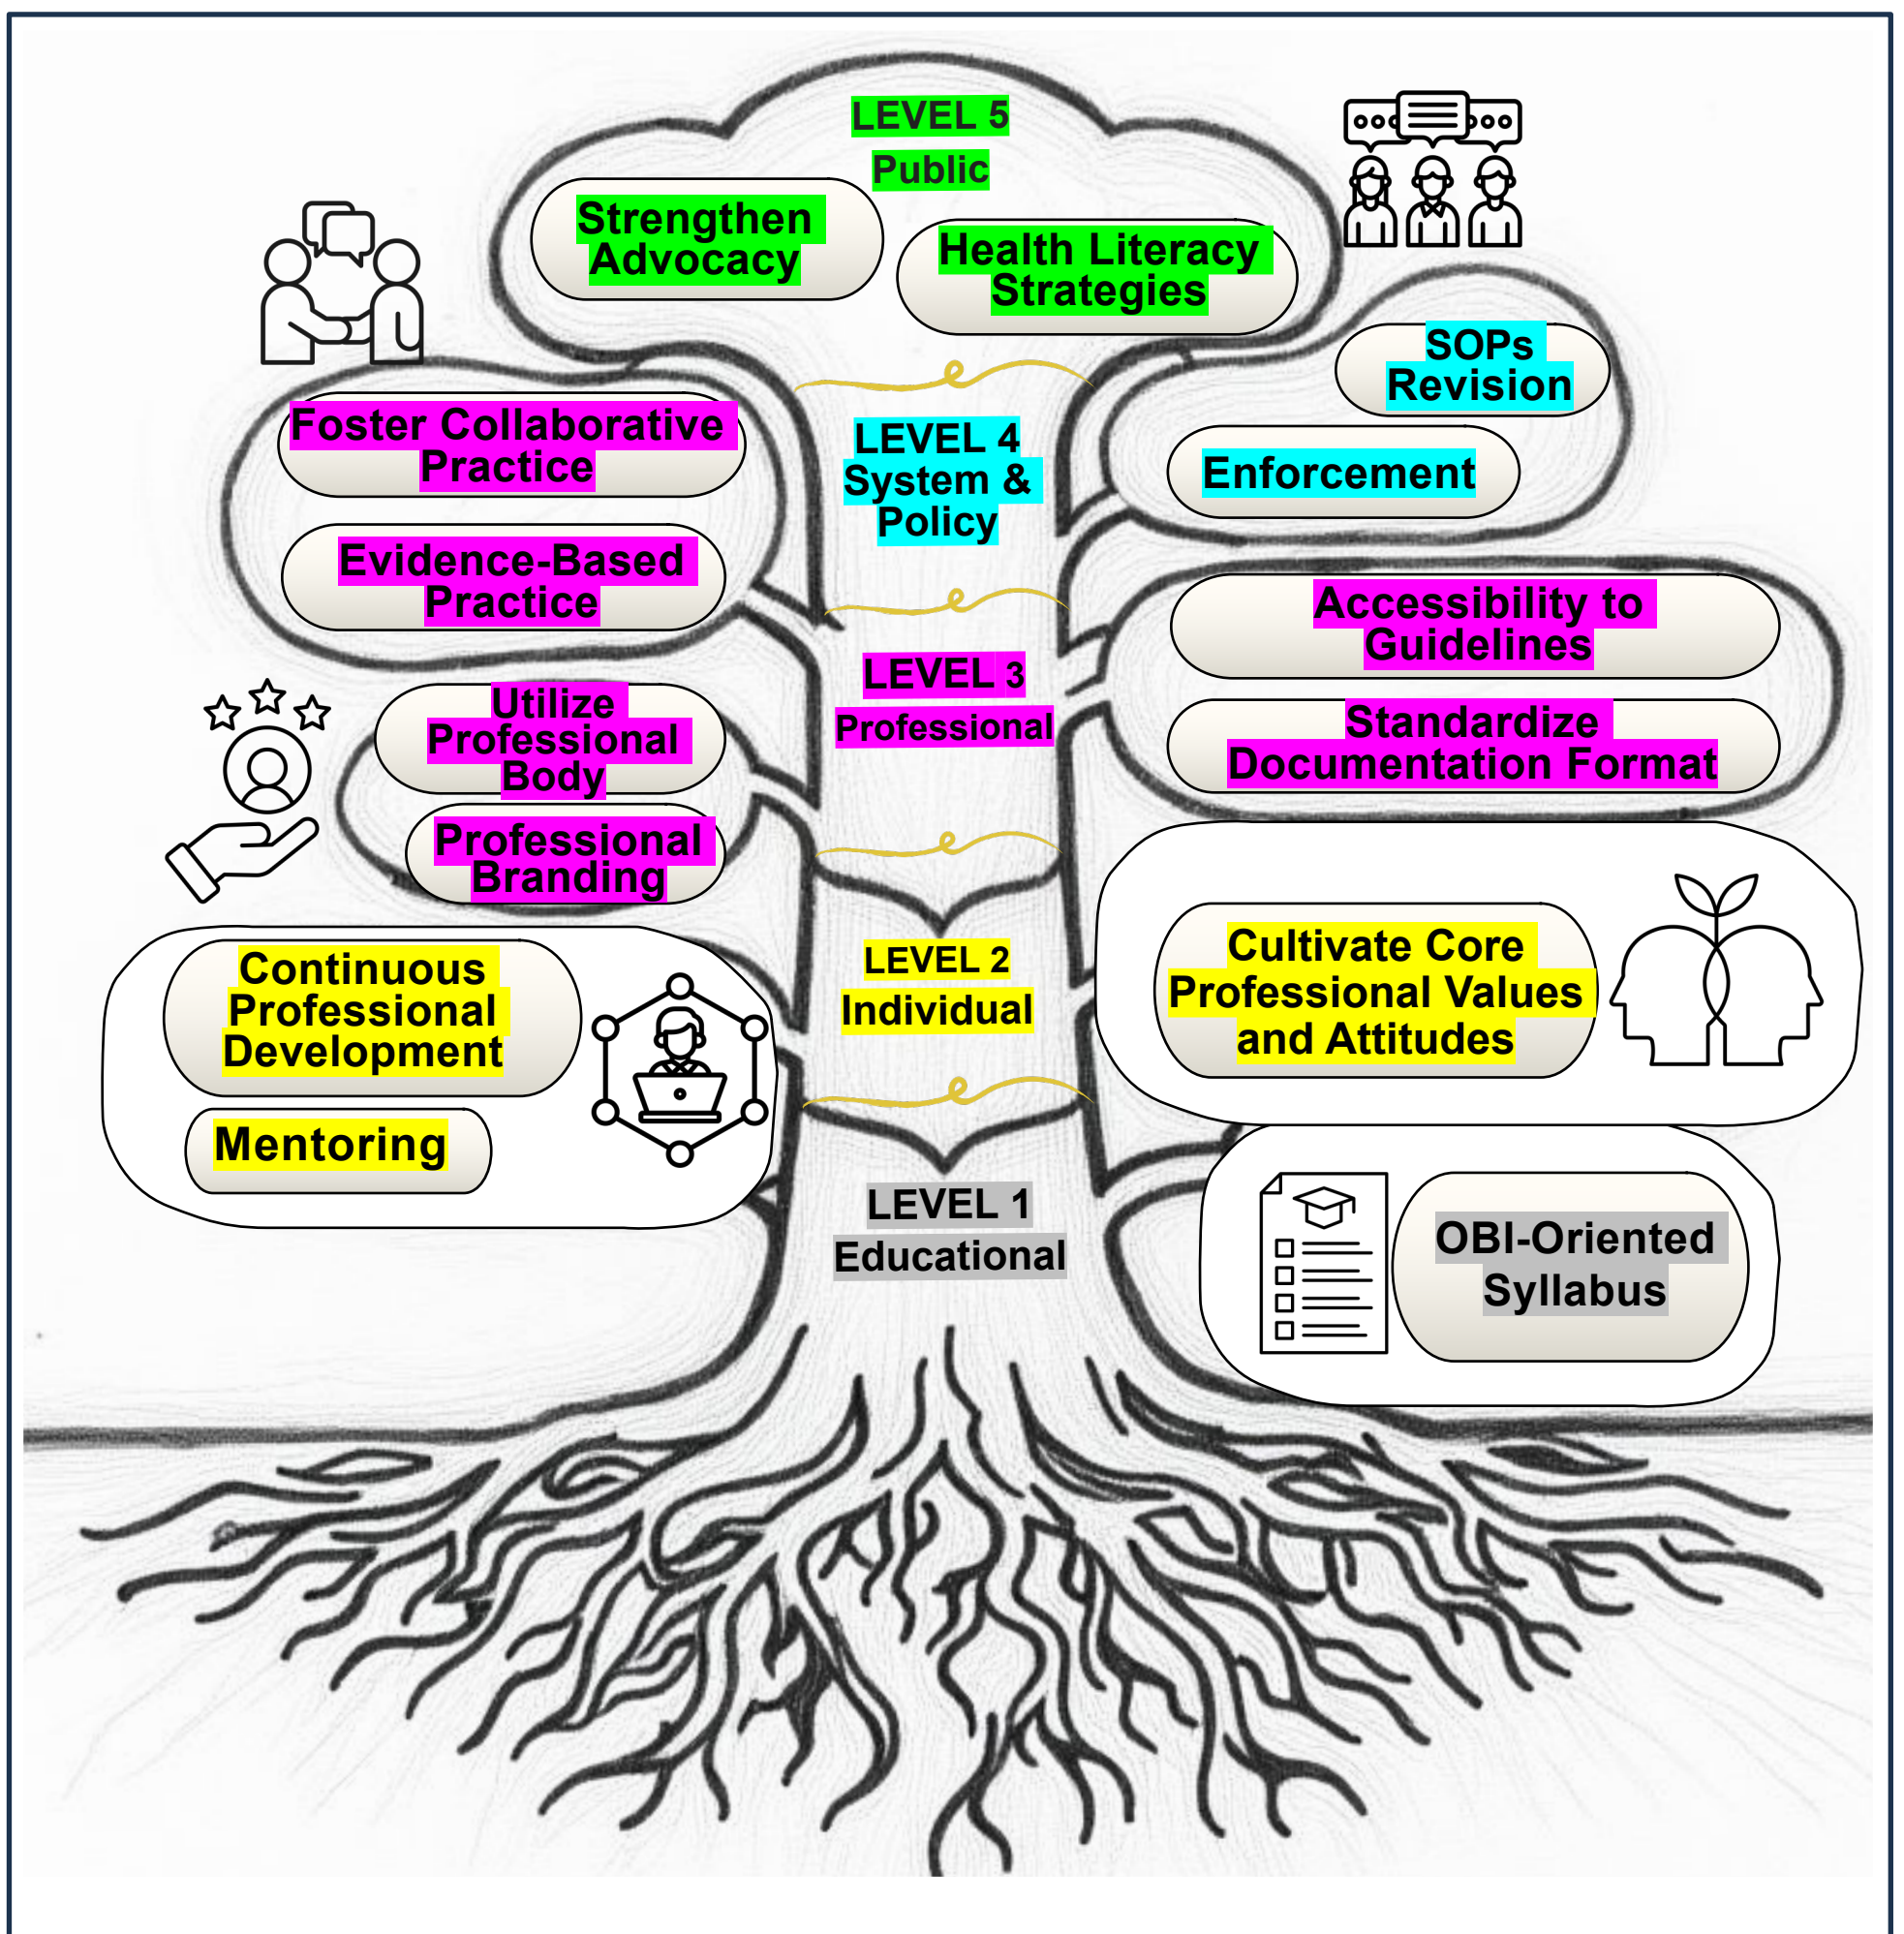 LEVEL 5
Public
Strengthen
Advocacy
Health Literacy
Strategies
SOPs
Revision
Enforcement
LEVEL 4
System &
Policy
Foster Collaborative
Practice
Evidence-Based
Practice
Accessibility to
Guidelines
Standardize
Documentation Format
LEVEL 3
Professional
Utilize
Professional
Body
Professional
Branding
LEVEL 2
Individual
Continuous
Professional
Development
Mentoring
Cultivate Core
Professional Values
and Attitudes
LEVEL 1
Educational
OBI-Oriented
Syllabus